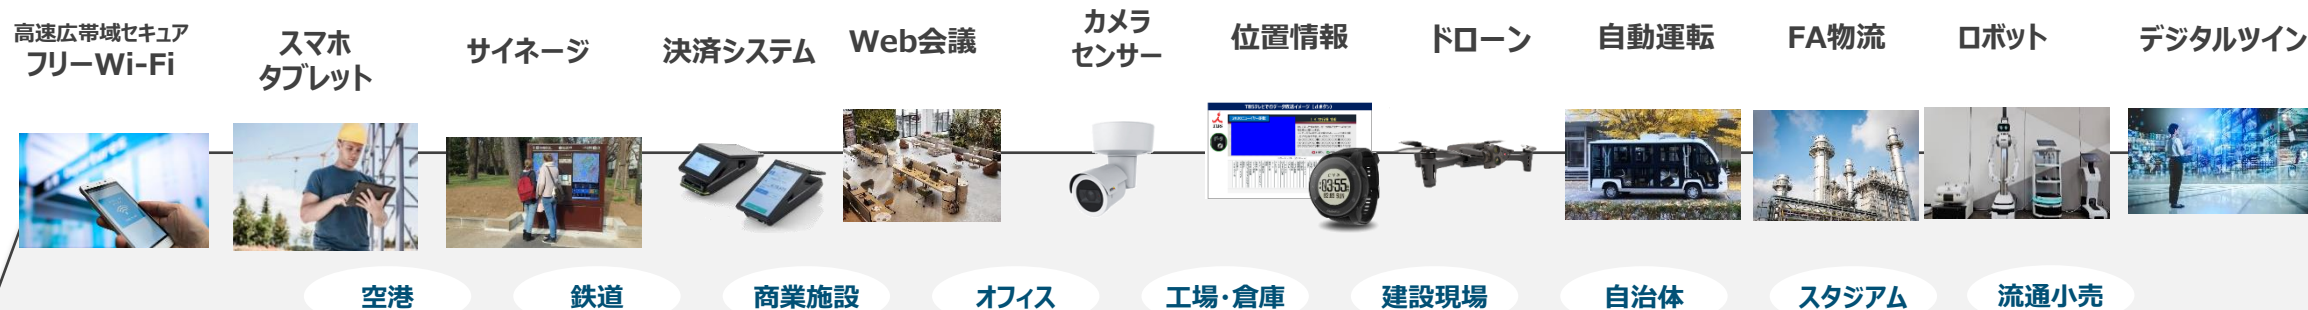 高速広帯域セキュア
フリーWi-Fi
スマホ
タブレット
サイネージ
決済システム
Web会議
カメラ
センサー
位置情報
ドローン
自動運転
FA物流
ロボット
デジタルツイン
03:55
空港
鉄道
商業施設
オフィス
工場・倉庫
建設現場
自治体
スタジアム
流通小売